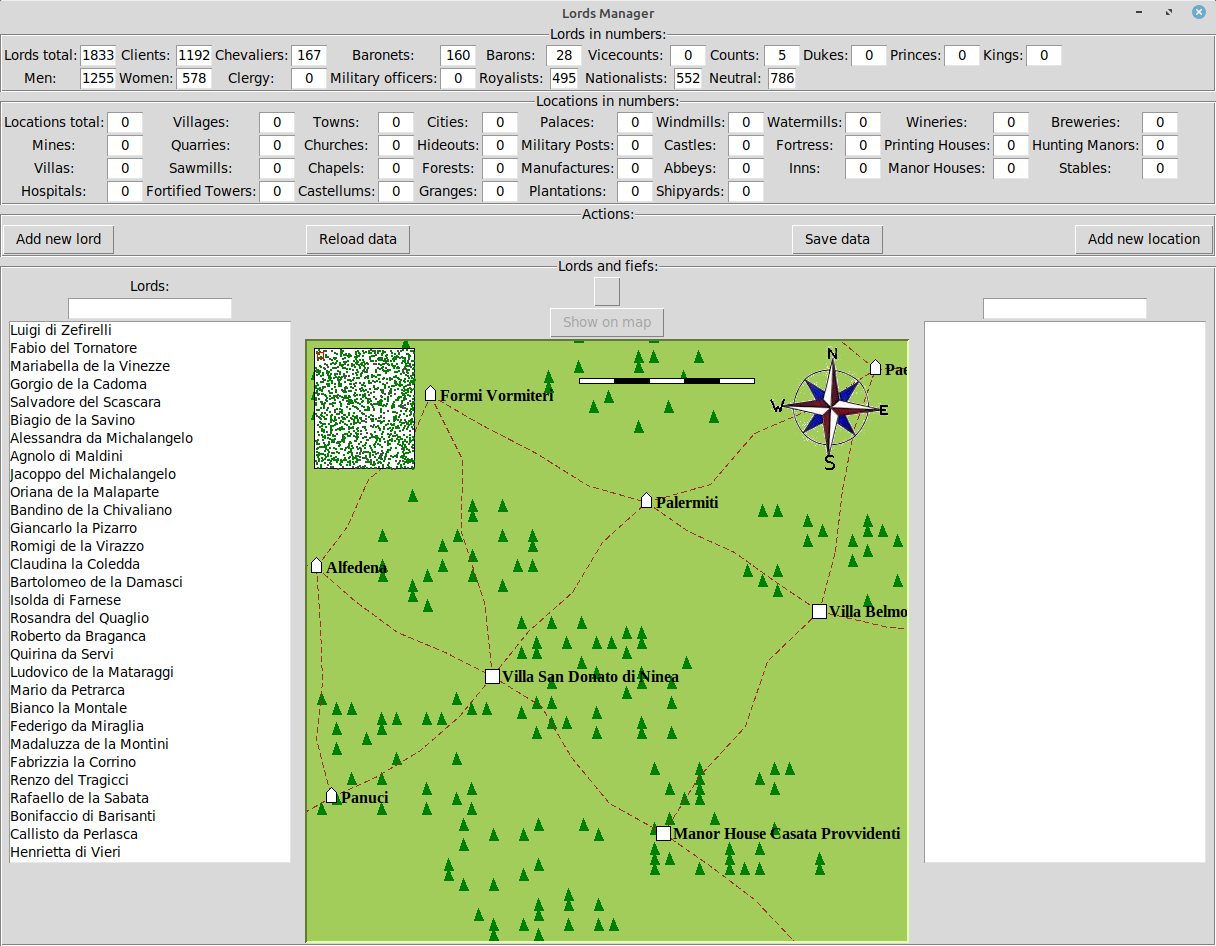 Lords Manager
Lords in numbers:
Lords total: 1833 Clients: 1192 Chevaliers: 167 Baronets: 160 Barons: 28 Vicecounts: 0 Counts: 5 Dukes: 0 Princes: 0 Kings: 0
Men: 1255 Women: 578 Clergy: 0 Military officers: 0 Royalists: 495 Nationalists: 552 Neutral: 786
Locations in numbers:
Locations total: 0 Villages: 0 Towns: 0 Cities: 0 Palaces: 0 Windmills: 0 Watermills: 0 Wineries: 0 Breweries: 0
Mines: 0 Quarries: 0 Churches: 0 Hideouts: 0 Military Posts: 0 Castles: 0 Fortress: 0 Printing Houses: 0 Hunting Manors: 0
Villas: 0 Sawmills: 0 Chapels: 0 Forests: 0 Manufactures: 0 Abbeys: 0 Inns: 0 Manor Houses: 0 Stables: 0
Hospitals: 0 Fortified Towers: 0 Castellums: 0 Granges: 0 Plantations: 0 Shipyards: 0
Actions:
Add new lord Reload data Save data Add new location
Lords and fiefs:
Lords:
Show on map
Luigi di Zefirelli
Fabio del Tornatore
Mariabella de la Vinezze
Gorgio de la Cadoma
Salvadore del Scascara
Biagio de la Savino
Alessandra da Michalangelo
Agnolo di Maldini
Jacoppo del Michalangelo
Oriana de la Malaparte
Bandino de la Chivaliano
Giancarlo la Pizarro
Romigi de la Virazzo
Claudina la Coledda
Bartolomeo de la Damasci
Isolda di Farnese
Rosandra del Quaglio
Roberto da Braganca
Quirina da Servi
Ludovico de la Mataraggi
Mario da Petrarca
Bianco la Montale
Federigo da Miraglia
Madaluzza de la Montini
Fabrizzia la Corrino
Renzo del Tragicci
Rafaello de la Sabata
Bonifaccio di Barisanti
Callisto da Perlasca
Henrietta di Vieri
N
W
E
S
Pae
Formi Vormiteri
Palermiti
Alfedena
Villa Belmo
Villa San Donato di Ninea
Panuci
Manor House Casata Provvidenti